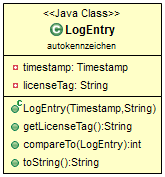 <<Java Class>>
LogEntry
autokennzeichen
timestamp: Timestamp
licenseTag: String
LogEntry(Timestamp,String)
getLicenseTag():String
compareTo(LogEntry):int
toString():String